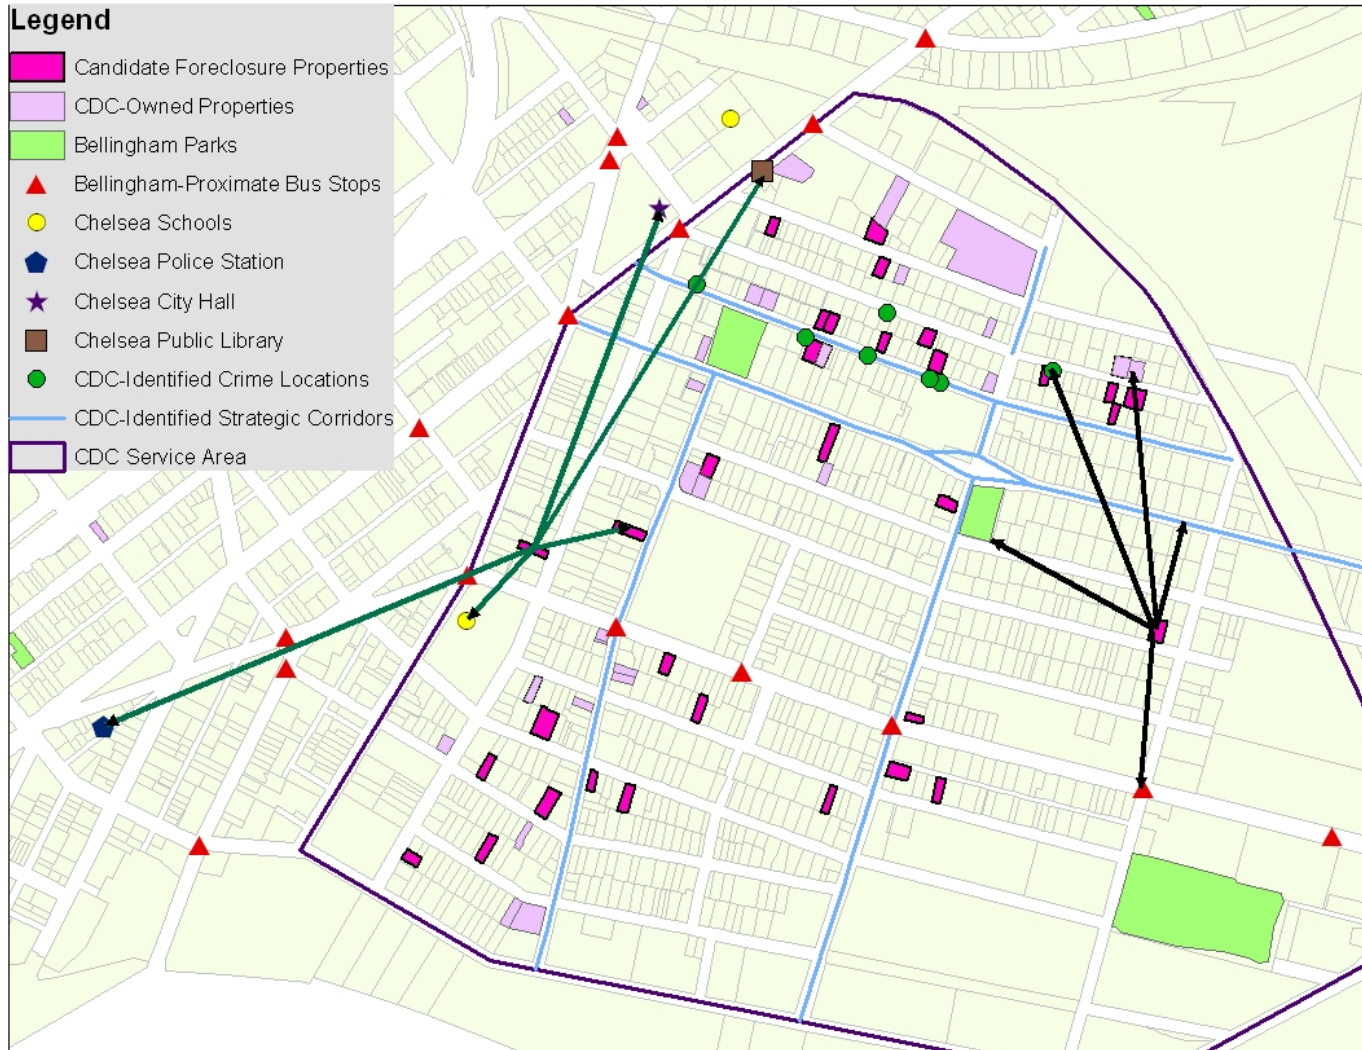 Legend
Candidate Foreclosure Properties
CDC-Owned Properties
Bellingham Parks
Bellingham-Proximate Bus Stops
Chelsea Schools
Chelsea Police Station
Chelsea City Hall
Chelsea Public Library
CDC-Identified Crime Locations
CDC-Identified Strategic Corridors
CDC Service Area